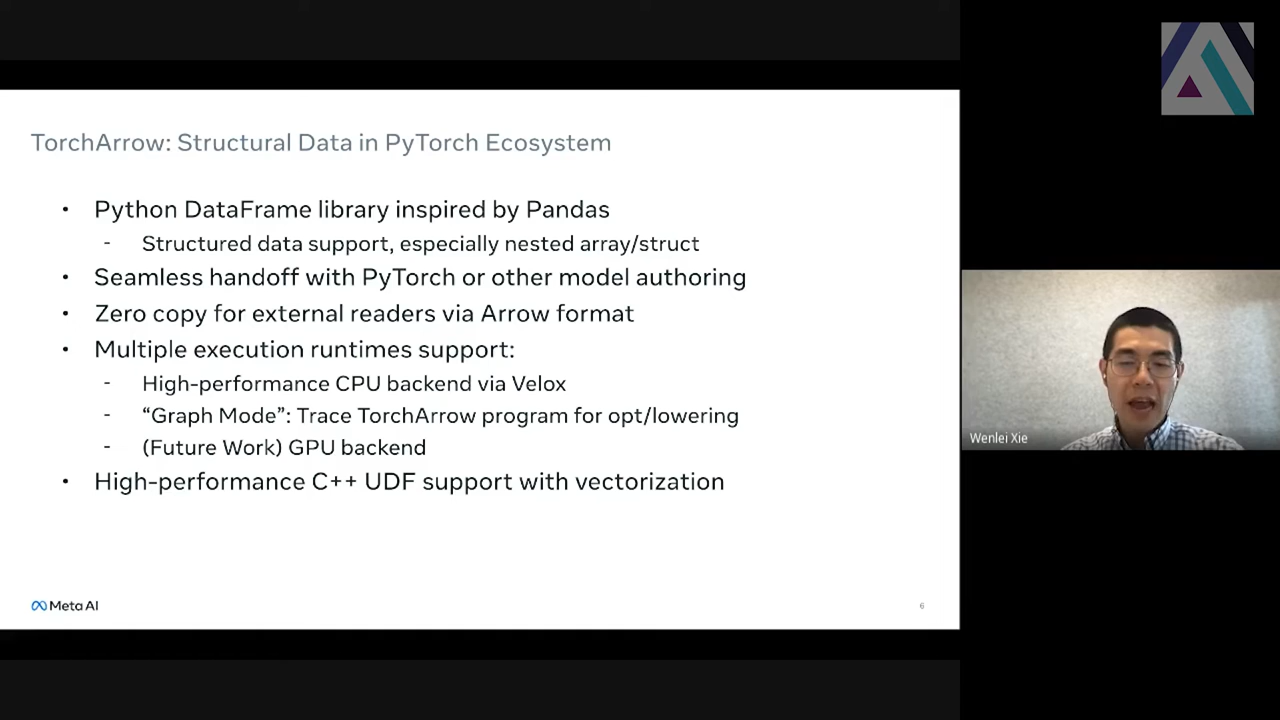 TorchArrow: Structural Data in PyTorch Ecosystem
• Python DataFrame library inspired by Pandas
- Structured data support, especially nested array/struct
• Seamless handoff with PyTorch or other model authoring
• Zero copy for external readers via Arrow format
• Multiple execution runtimes support:
- High-performance CPU backend via Velox
- “Graph Mode”: Trace TorchArrow program for opt/lowering
- (Future Work) GPU backend
• High-performance C++ UDF support with vectorization
Meta AI
6
Wenlei Xie